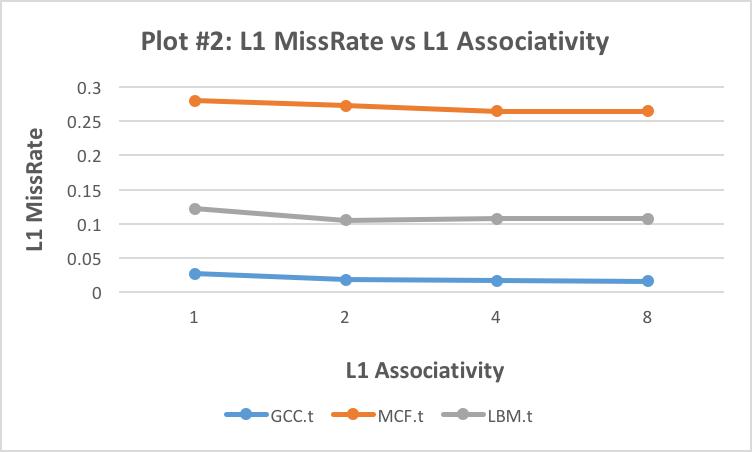 Plot #2: L1 MissRate vs L1 Associativity
L1 MissRate
0.3
0.25
0.2
0.15
0.1
0.05
0
1 2 4 8
L1 Associativity
GCC.t MCF.t LBM.t